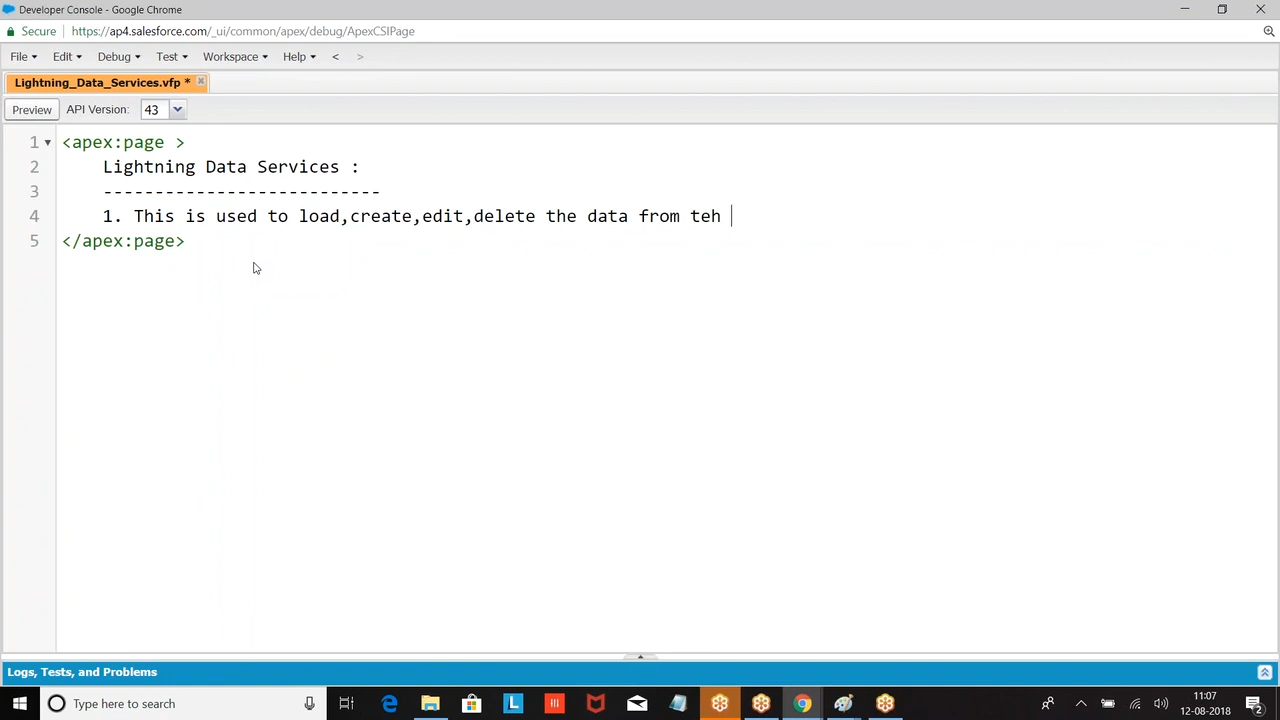 Developer Console - Google Chrome
Secure https://ap4.salesforce.com/_ui/common/apex/debug/ApexCSIPage
File Edit Debug Test Workspace Help < >
Lightning_Data_Services.vfp *
Preview API Version: 43
1 <apex:page >
2 Lightning Data Services :
3 ---------------------------
4 1. This is used to load,create,edit,delete the data from teh
5 </apex:page>
Logs, Tests, and Problems
Type here to search
11:07
12-08-2018
2